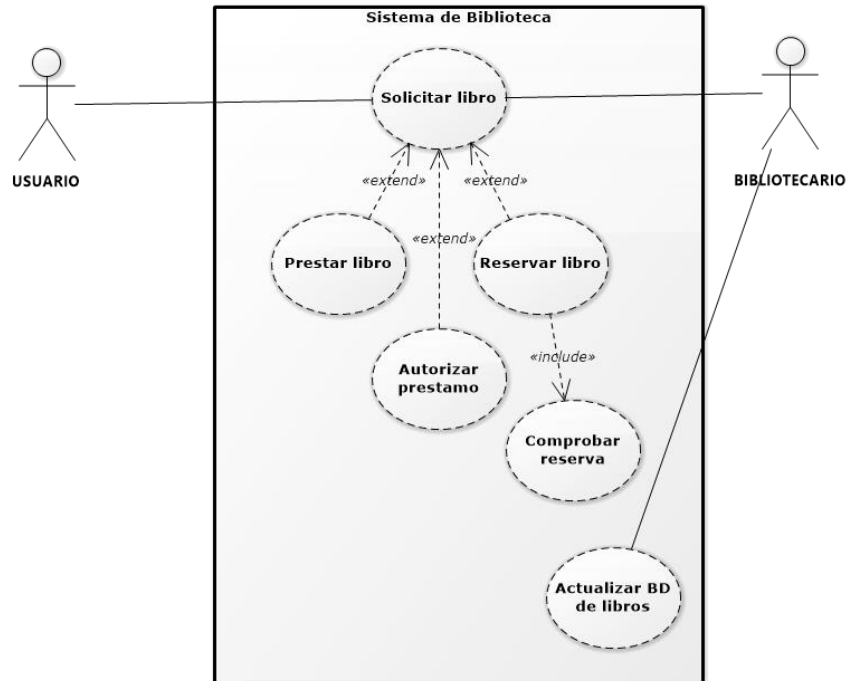 Sistema de Biblioteca
Solicitar libro
USUARIO
BIBLIOTECARIO
«extend»
«extend»
«extend»
Prestar libro
Reservar libro
«include»
Autorizar
prestamo
Comprobar
reserva
Actualizar BD
de libros